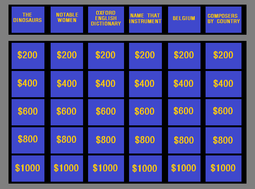 THE DINOSAURS
NOTABLE WOMEN
OXFORD ENGLISH DICTIONARY
NAME THAT INSTRUMENT
BELGIUM
COMPOSERS BY COUNTRY
$200 $200 $200 $200 $200 $200
$400 $400 $400 $400 $400 $400
$600 $600 $600 $600 $600 $600
$800 $800 $800 $800 $800 $800
$1000 $1000 $1000 $1000 $1000 $1000